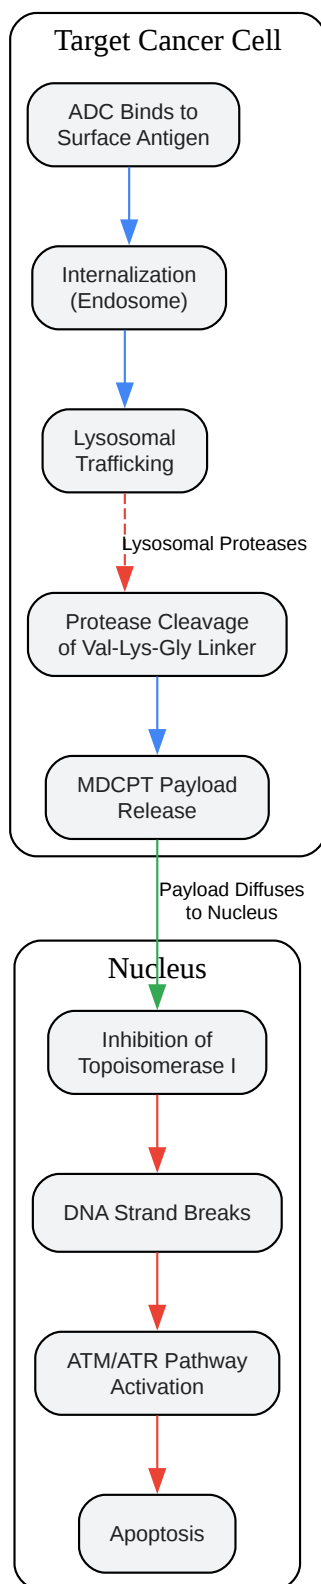 Target Cancer Cell
ADC Binds to
Surface Antigen
Internalization
(Endosome)
Lysosomal
Trafficking
Lysosomal Proteases
Protease Cleavage
of Val-Lys-Gly Linker
MDCPT Payload
Release
Payload Diffuses
to Nucleus
Nucleus
Inhibition of
Topoisomerase I
DNA Strand Breaks
ATM/ATR Pathway
Activation
Apoptosis